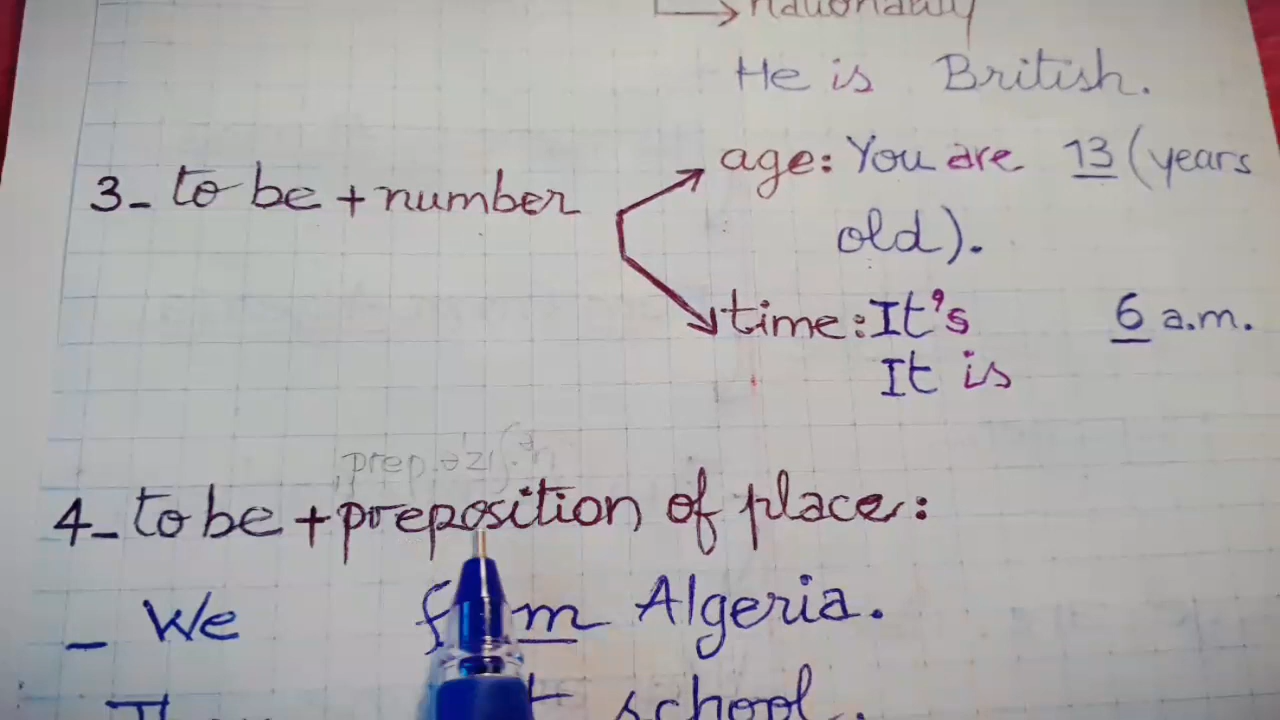 nationality
He is British.
3- to be + number
age: You are 13 (years
old).
time: It's 6 a.m.
It is
4- to be + preposition of place:
- We Algeria.
school.